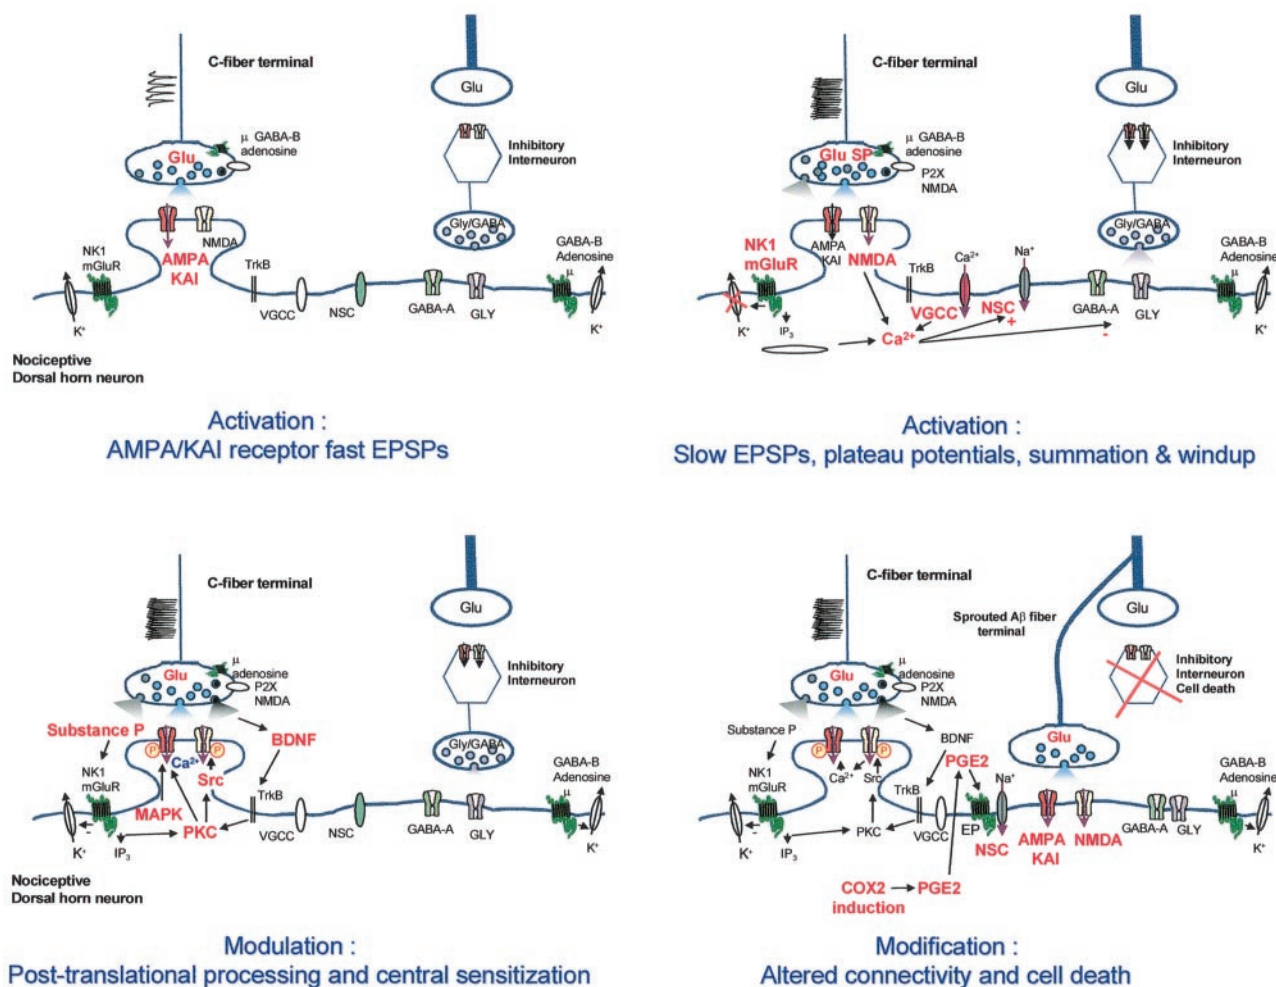 C-fiber terminal
Glu
Glu
μ GABA-B
adenosine
Inhibitory
Interneuron
Gly/GABA
NMDA
AMPA
KAI
NK1
mGluR
TrkB
GABA-B
Adenosine
μ
K⁺
VGCC
NSC
GABA-A
GLY
K⁺
Nociceptive
Dorsal horn neuron
Activation :
AMPA/KAI receptor fast EPSPs
C-fiber terminal
Glu
Glu SP
μ GABA-B
adenosine
P2X
NMDA
Inhibitory
Interneuron
Gly/GABA
NK1
mGluR
AMPA
KAI
NMDA
TrkB
Ca²⁺
Na⁺
GABA-B
Adenosine
μ
K⁺
IP₃
VGCC
NSC
+
GABA-A
GLY
K⁺
Ca²⁺
-
Activation :
Slow EPSPs, plateau potentials, summation & windup
C-fiber terminal
Glu
Glu
μ
adenosine
P2X
NMDA
Inhibitory
Interneuron
Substance P
BDNF
Gly/GABA
P
P
Ca²⁺
Src
NK1
mGluR
TrkB
GABA-B
Adenosine
μ
MAPK
PKC
-
K⁺
IP₃
VGCC
NSC
GABA-A
GLY
K⁺
Nociceptive
Dorsal horn neuron
Modulation :
Post-translational processing and central sensitization
C-fiber terminal
Sprouted Aβ fiber
terminal
Glu
Glu
μ
adenosine
P2X
NMDA
Inhibitory
Interneuron
Cell death
Substance P
BDNF
PGE2
Glu
P
P
Ca²⁺
Src
NK1
mGluR
TrkB
Na⁺
GABA-B
Adenosine
μ
-
K⁺
IP₃
PKC
VGCC
EP
NSC
AMPA
KAI
NMDA
GABA-A
GLY
K⁺
COX2
induction
PGE2
Modification :
Altered connectivity and cell death